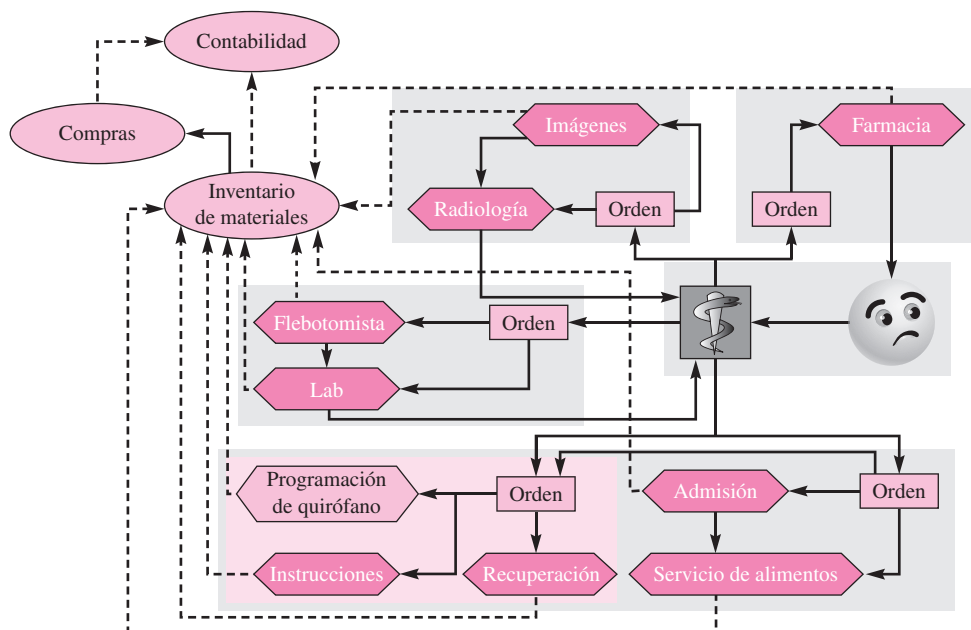 Contabilidad
Compras
Imágenes
Farmacia
Inventario
de materiales
Radiología
Orden
Orden
Flebotomista
Orden
Lab
Programación
de quirófano
Orden
Admisión
Orden
Instrucciones
Recuperación
Servicio de alimentos